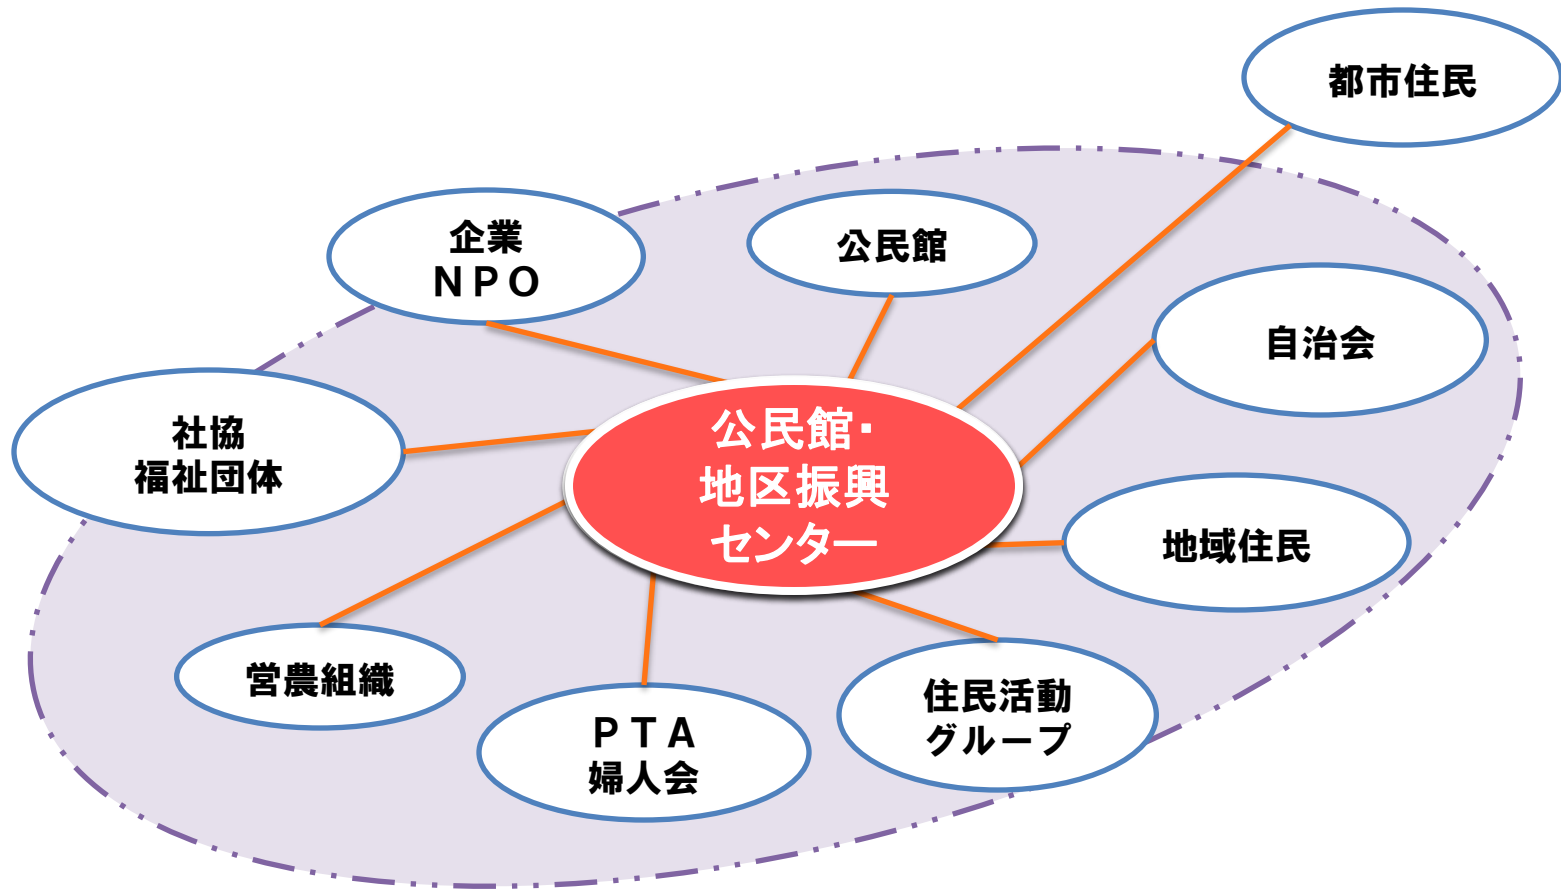 都市住民
企業
ＮＰＯ
公民館
自治会
社協
福祉団体
公民館・
地区振興
センター
地域住民
営農組織
ＰＴＡ
婦人会
住民活動
グループ